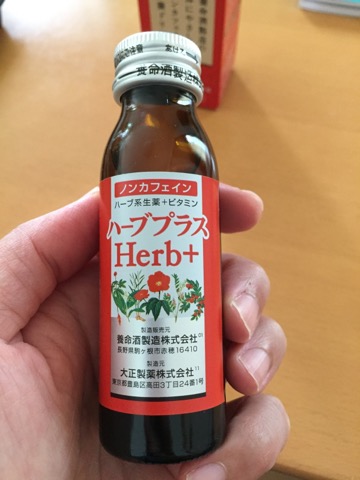 養命酒製造
ノンカフェイン
ハーブ系生薬+ビタミン
ハーブプラス
Herb+
製造販売元
養命酒製造株式会社
長野県駒ヶ根市赤穂16410
製造元
大正製薬株式会社
東京都豊島区高田3丁目24番1号